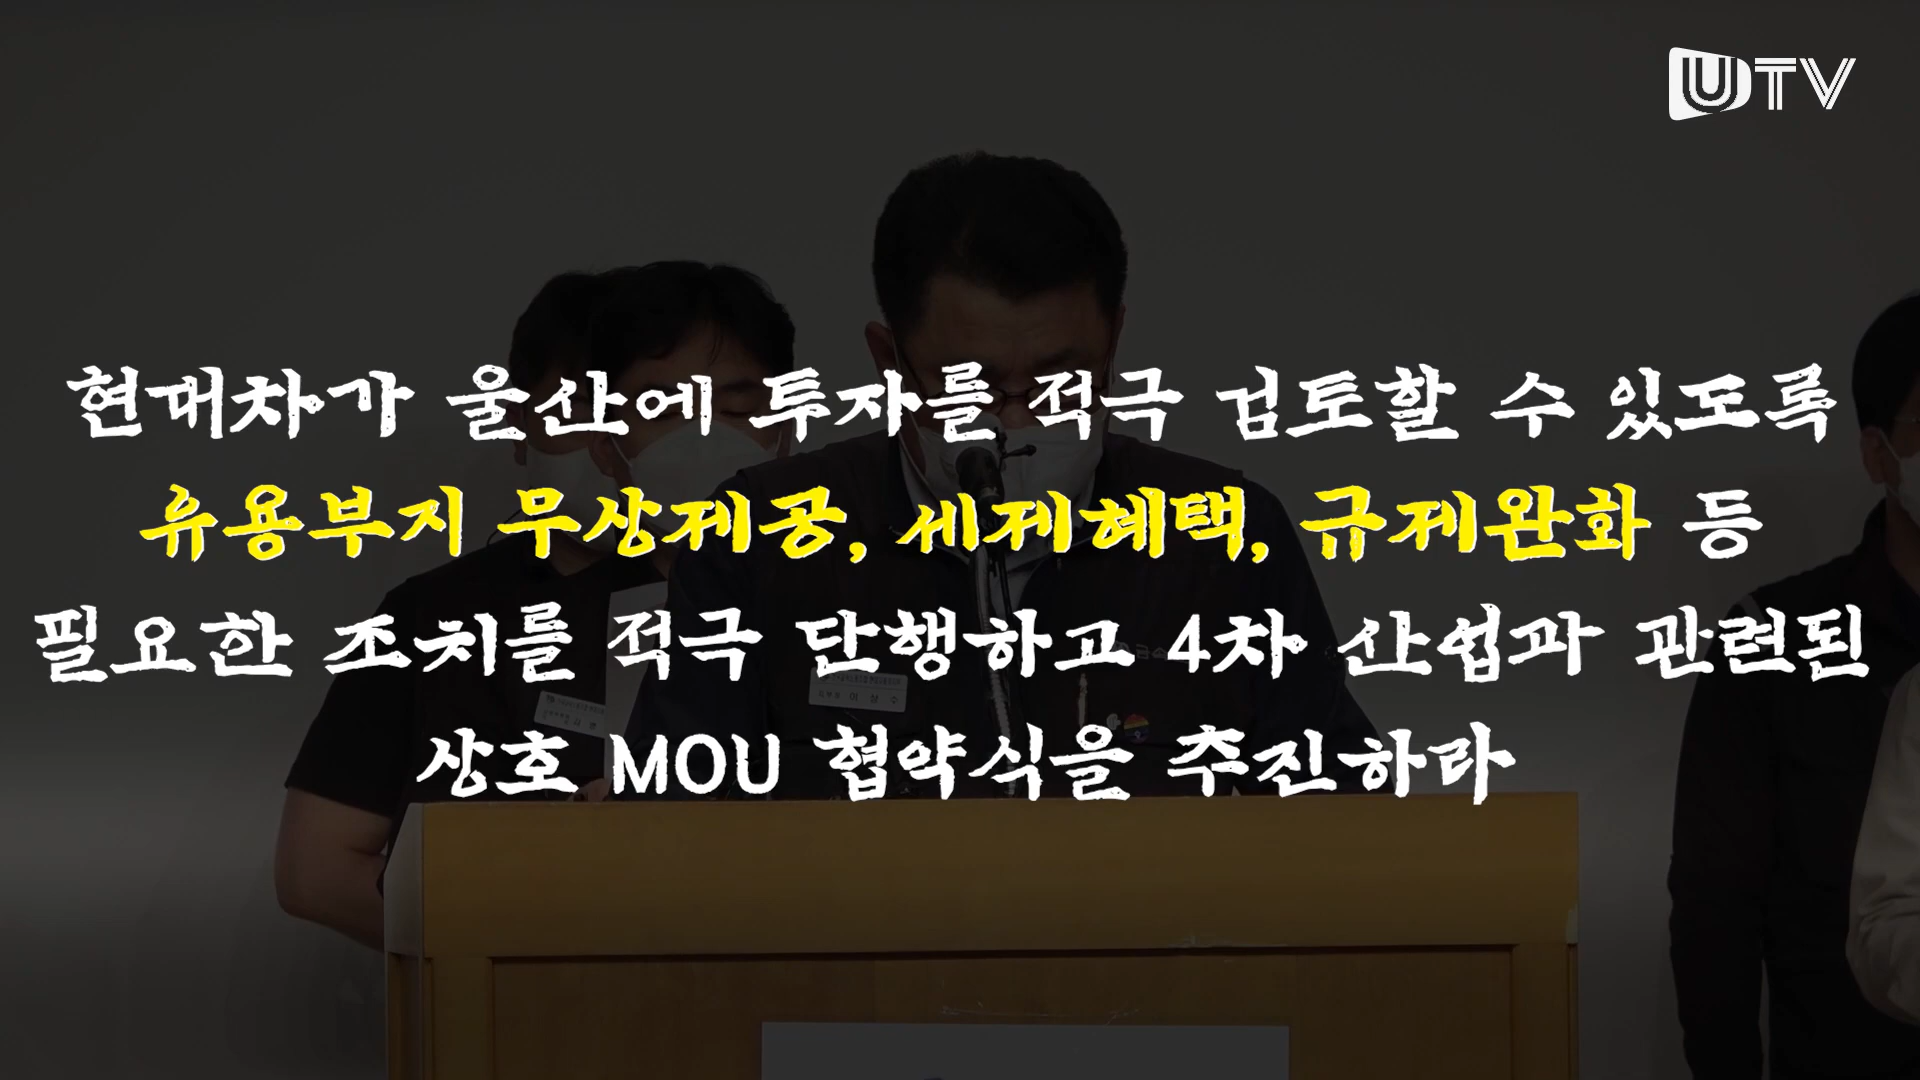 UTV
현대차가 울산에 투자를 적극 검토할 수 있도록
유용부지 무상제공, 세제혜택, 규제완화 등
필요한 조치를 적극 단행하고 4차 산업과 관련된
상호 MOU 협약식을 추진하라
이상수